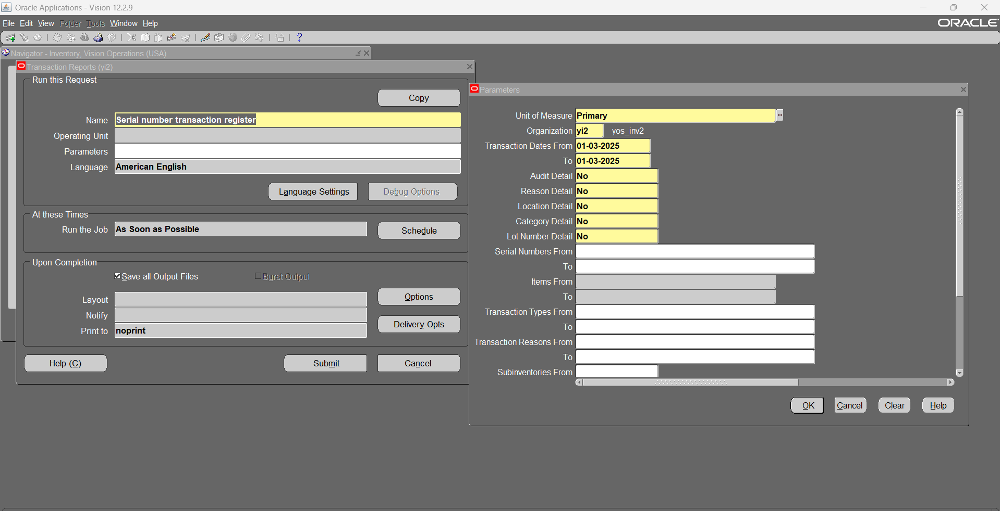 Oracle Applications - Vision 12.2.9
File Edit View Folder Tools Window Help
ORACLE
Navigator - Inventory, Vision Operations (USA)
Transaction Reports (yi2)
Run this Request
Copy
Name Serial number transaction register
Operating Unit
Parameters
Language American English
Language Settings Debug Options
At these Times
Run the Job As Soon as Possible Schedule
Upon Completion
Save all Output Files Burst Output
Layout Options
Notify
Print to noprint Delivery Opts
Help (C) Submit Cancel
Parameters
Unit of Measure Primary ...
Organization yi2 yos_inv2
Transaction Dates From 01-03-2025
To 01-03-2025
Audit Detail No
Reason Detail No
Location Detail No
Category Detail No
Lot Number Detail No
Serial Numbers From
To
Items From
To
Transaction Types From
To
Transaction Reasons From
To
Subinventories From
OK Cancel Clear Help